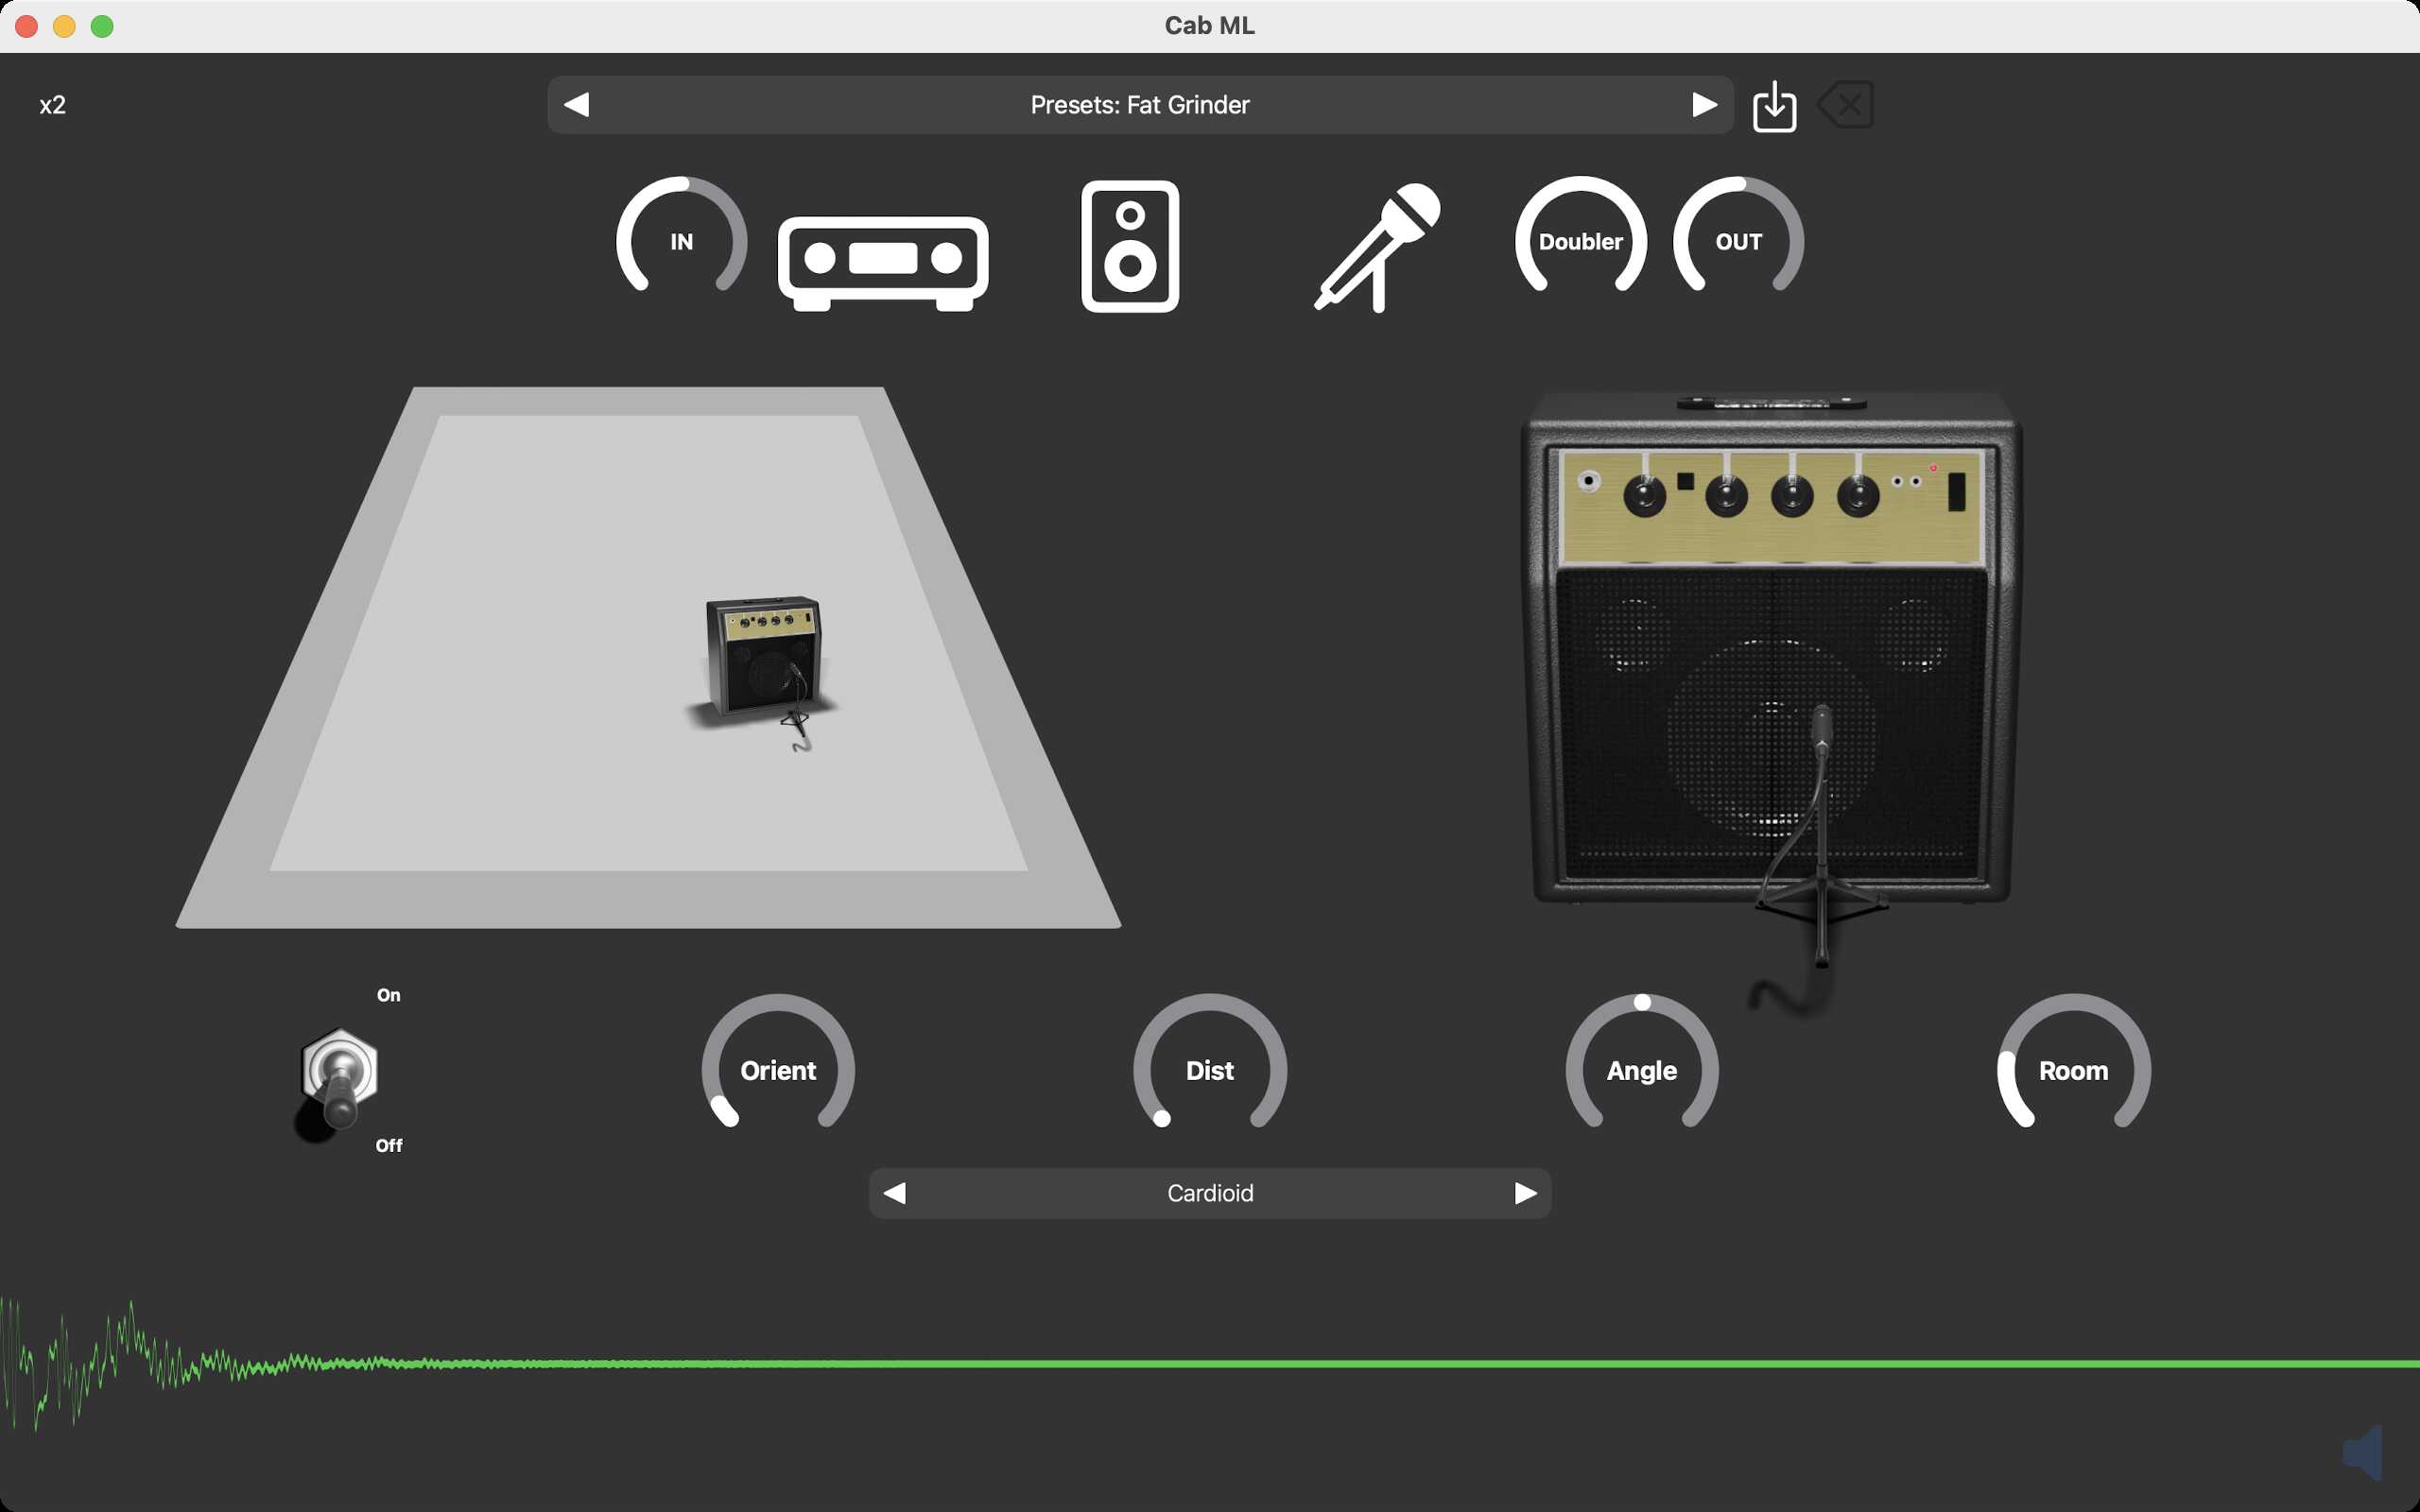 Cab ML
x2
Presets: Fat Grinder
IN
Doubler
OUT
On
Off
Orient
Dist
Angle
Room
Cardioid